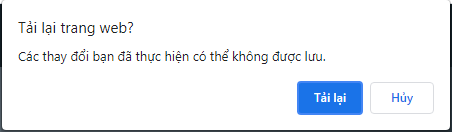 Tải lại trang web?
Các thay đổi bạn đã thực hiện có thể không được lưu.
Tải lại
Hủy